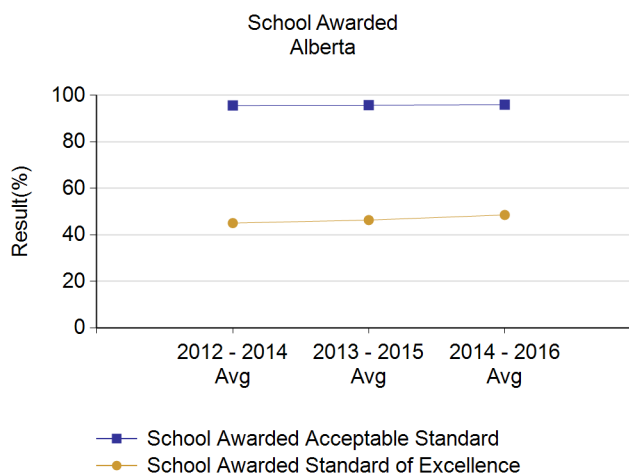 School Awarded
Alberta
100
80
60
40
20
0
Result(%)
2012 - 2014 2013 - 2015 2014 - 2016
Avg Avg Avg
School Awarded Acceptable Standard
School Awarded Standard of Excellence